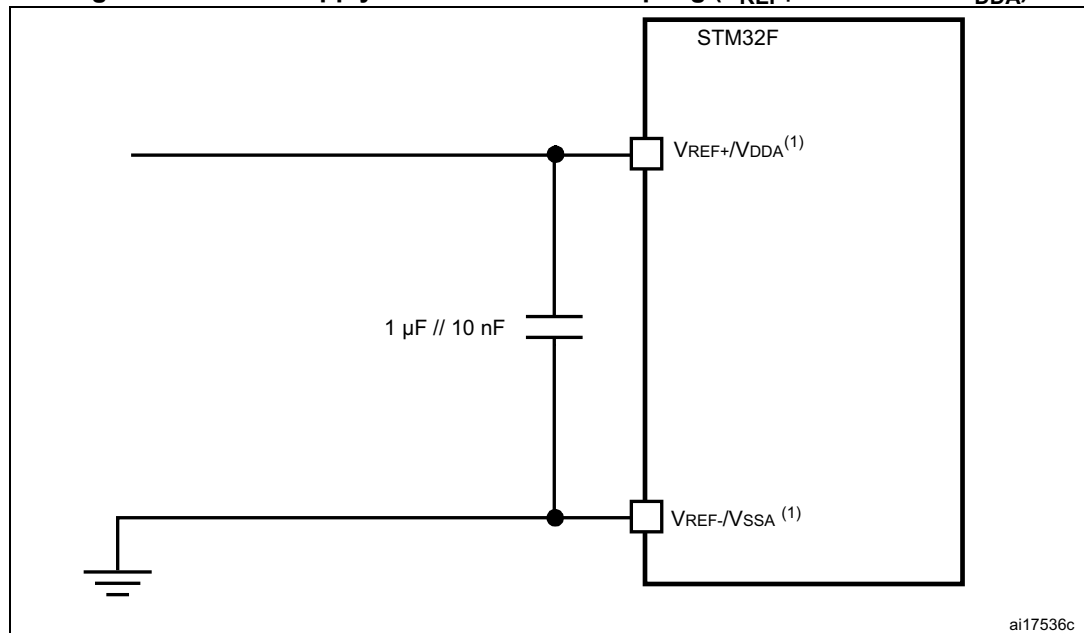 STM32F
VREF+/VDDA(1)
1 µF // 10 nF
VREF-/VSSA (1)
ai17536c